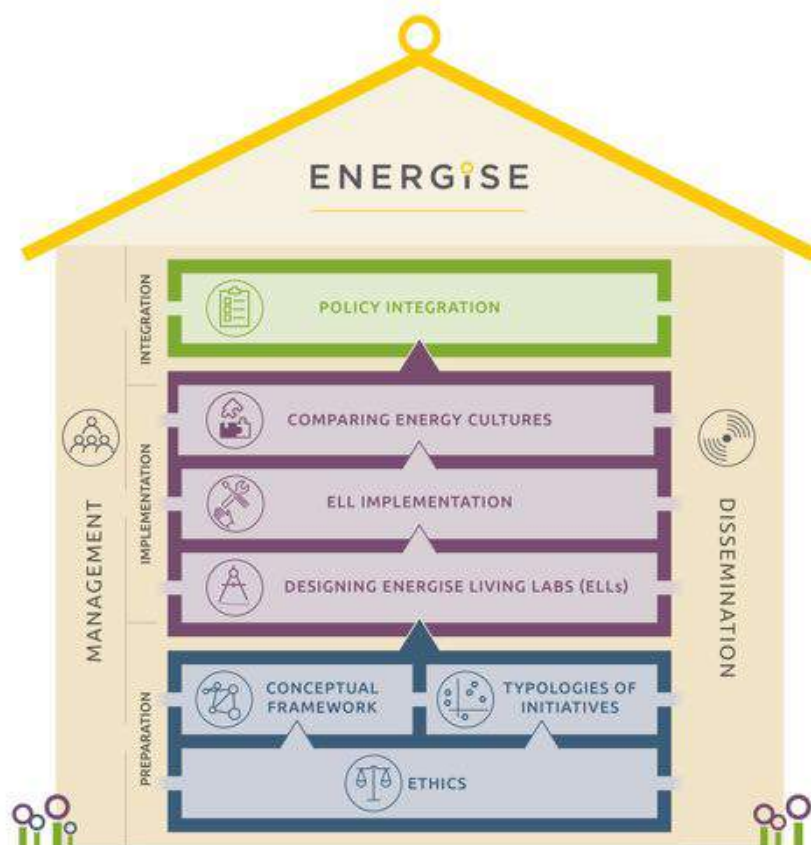 ENERGISE
INTEGRATION
POLICY INTEGRATION
IMPLEMENTATION
COMPARING ENERGY CULTURES
ELL IMPLEMENTATION
DESIGNING ENERGISE LIVING LABS (ELLs)
MANAGEMENT
DISSEMINATION
PREPARATION
CONCEPTUAL
FRAMEWORK
TYPOLOGIES OF
INITIATIVES
ETHICS